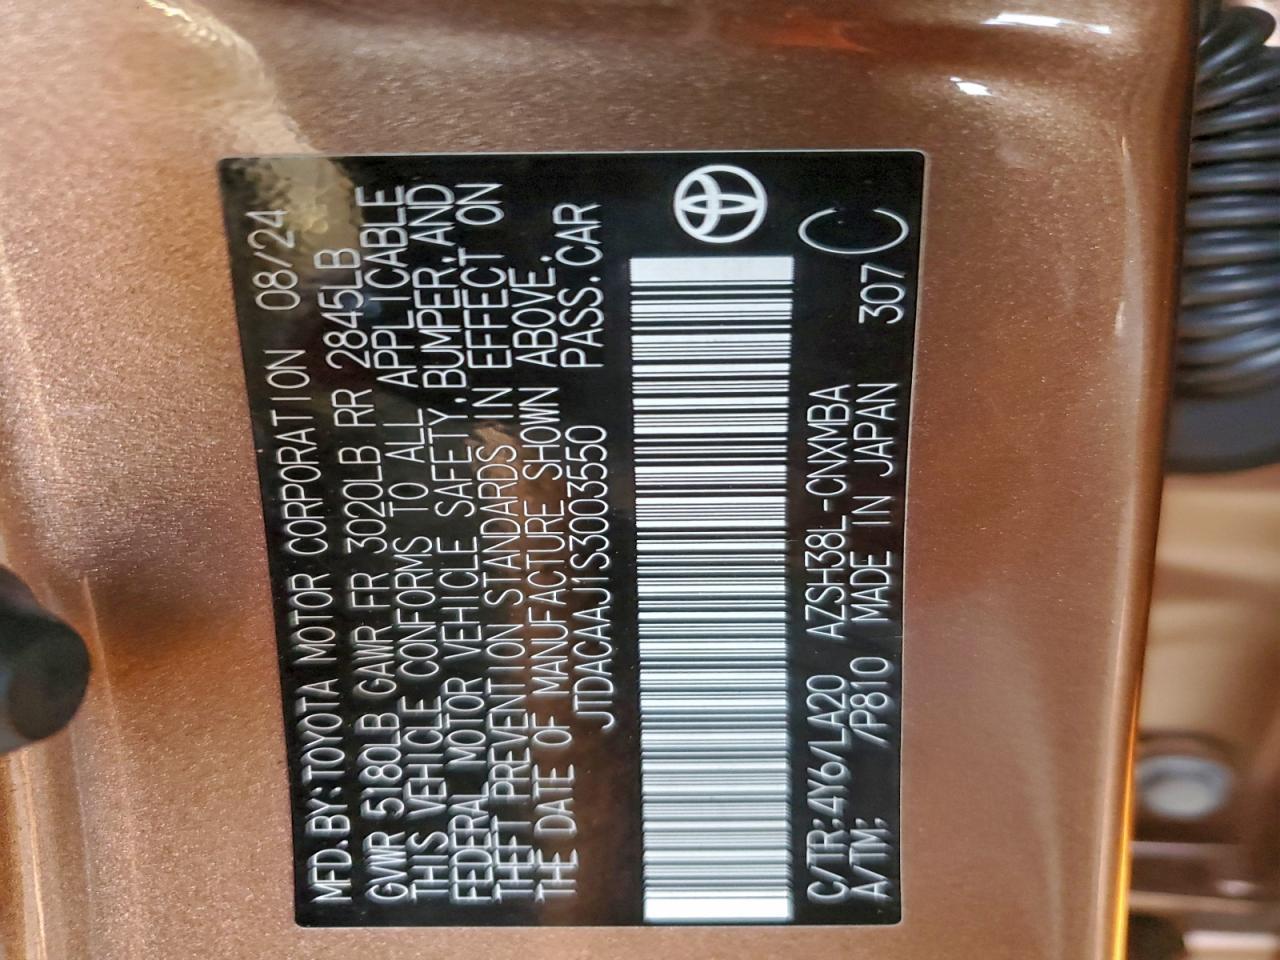 MFD.BY:TOYOTA MOTOR CORPORATION 08/24
GVWR 5180LB GAWR FR 3020LB RR 2845LB
THIS VEHICLE CONFORMS TO ALL APPLICABLE
FEDERAL MOTOR VEHICLE SAFETY,BUMPER,AND
THEFT PREVENTION STANDARDS IN EFFECT ON
THE DATE OF MANUFACTURE SHOWN ABOVE.
JTDACAAJ1S3003550 PASS.CAR
C/TR:4Y6/LA20 AZSH38L-CNXMBA
A/TM: /P810 MADE IN JAPAN 307 C